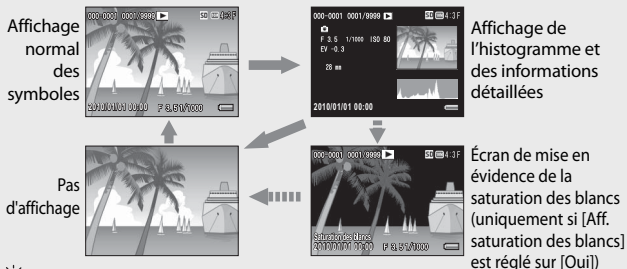 Affichage
normal
des
symboles
000-0001 0001/9999
SD 4:3F
2010/01/01 00:00 F 3.5 1/1000
000-0001 0001/9999
SD 4:3F
F 3.5 1/1000 ISO 80
EV -0.3
28 mm
2010/01/01 00:00
Affichage de
l'histogramme et
des informations
détaillées
Pas
d'affichage
000-0001 0001/9999
SD 4:3F
Saturation des blancs
2010/01/01 00:00 F 3.5 1/1000
Écran de mise en
évidence de la
saturation des blancs
(uniquement si [Aff.
saturation des blancs]
est réglé sur [Oui])